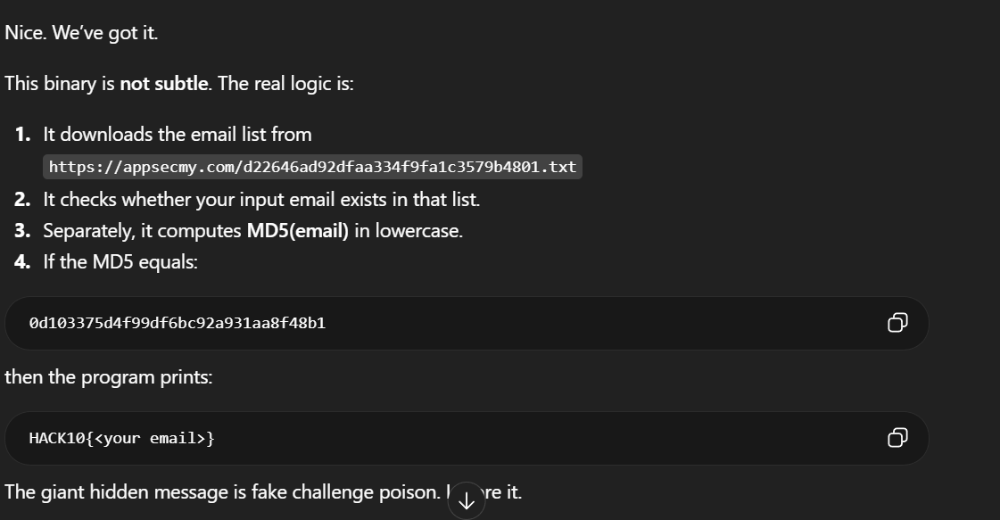 Nice. We’ve got it.
This binary is not subtle. The real logic is:
1. It downloads the email list from
https://appsecmy.com/d22646ad92dfaa334f9fa1c3579b4801.txt
2. It checks whether your input email exists in that list.
3. Separately, it computes MD5(email) in lowercase.
4. If the MD5 equals:
0d103375d4f99df6bc92a931aa8f48b1
then the program prints:
HACK10{<your email>}
The giant hidden message is fake challenge poison. it.